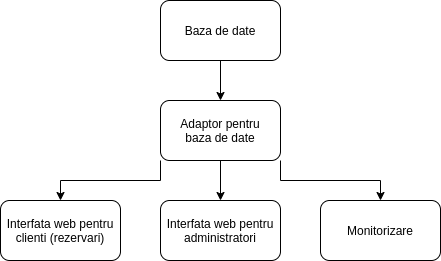 Baza de date
Adaptor pentru
baza de date
Interfata web pentru
clienti (rezervari)
Interfata web pentru
administratori
Monitorizare